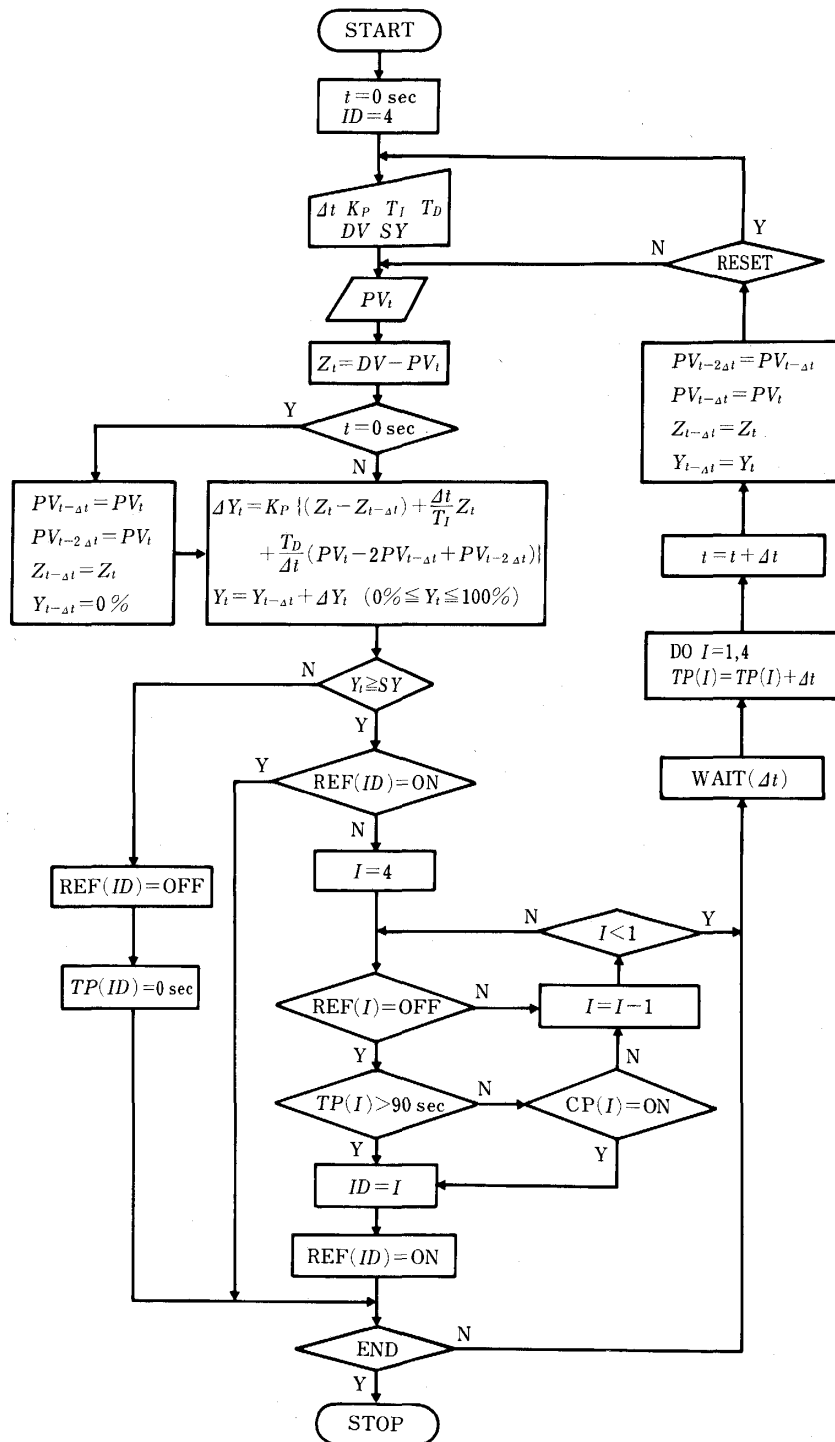 START
t=0 sec
ID=4
Δt K_P T_I T_D
DV SY
PV_t
Z_t=DV−PV_t
Y
t=0 sec
N
PV_{t−Δt}=PV_t
PV_{t−2Δt}=PV_t
Z_{t−Δt}=Z_t
Y_{t−Δt}=0%
ΔY_t=K_P{(Z_t−Z_{t−Δt})+Δt/T_I Z_t
+T_D/Δt(PV_t−2PV_{t−Δt}+PV_{t−2Δt})}
Y_t=Y_{t−Δt}+ΔY_t (0%≦Y_t≦100%)
N
Y_t≧SY
Y
Y
REF(ID)=ON
N
REF(ID)=OFF
TP(ID)=0 sec
I=4
N
I<1
Y
REF(I)=OFF
N
I=I−1
Y
N
TP(I)>90 sec
N
CP(I)=ON
Y
Y
ID=I
REF(ID)=ON
END
N
Y
STOP
WAIT(Δt)
DO I=1,4
TP(I)=TP(I)+Δt
t=t+Δt
PV_{t−2Δt}=PV_{t−Δt}
PV_{t−Δt}=PV_t
Z_{t−Δt}=Z_t
Y_{t−Δt}=Y_t
N
RESET
Y